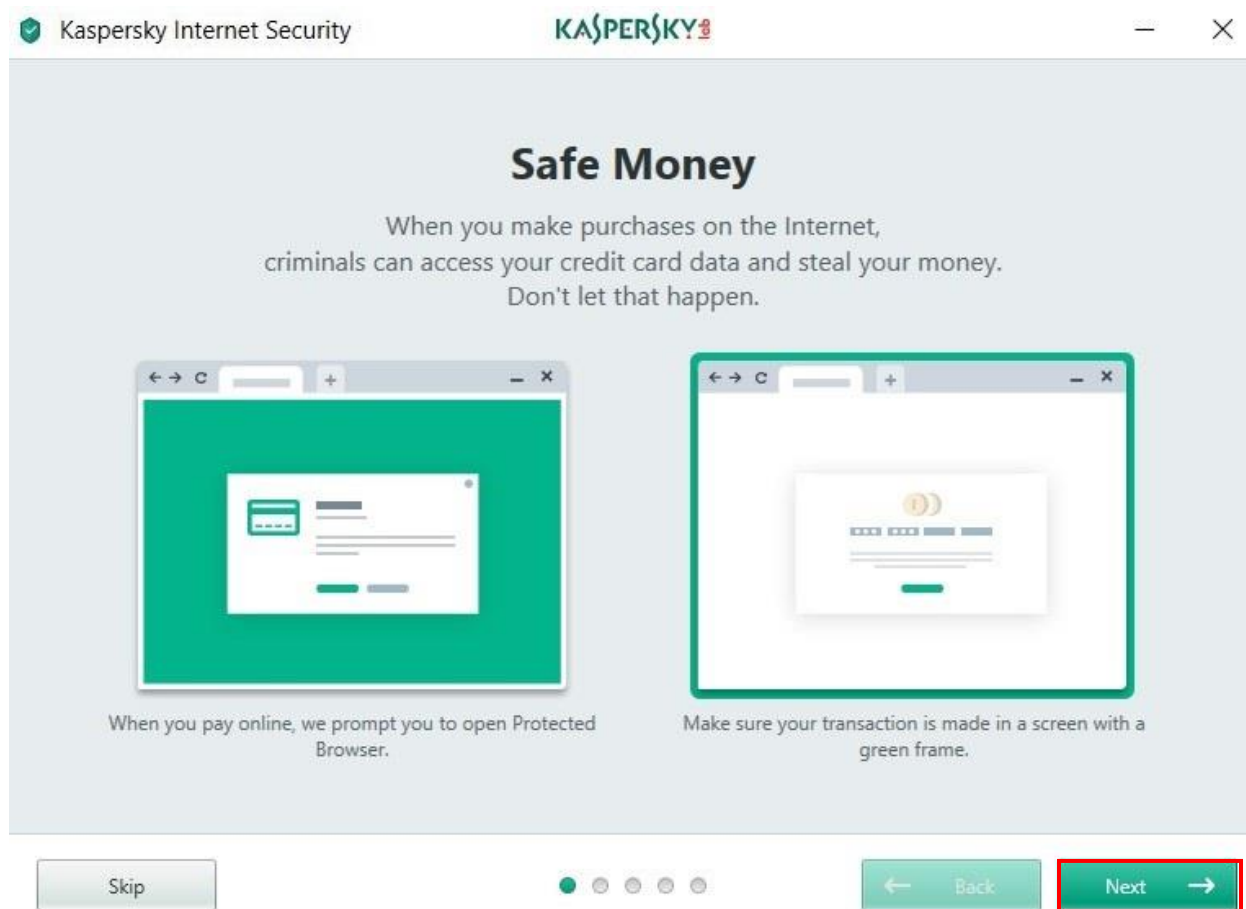 Kaspersky Internet Security
KASPERSKY
Safe Money
When you make purchases on the Internet,
criminals can access your credit card data and steal your money.
Don't let that happen.
When you pay online, we prompt you to open Protected
Browser.
Make sure your transaction is made in a screen with a
green frame.
Skip
Back
Next